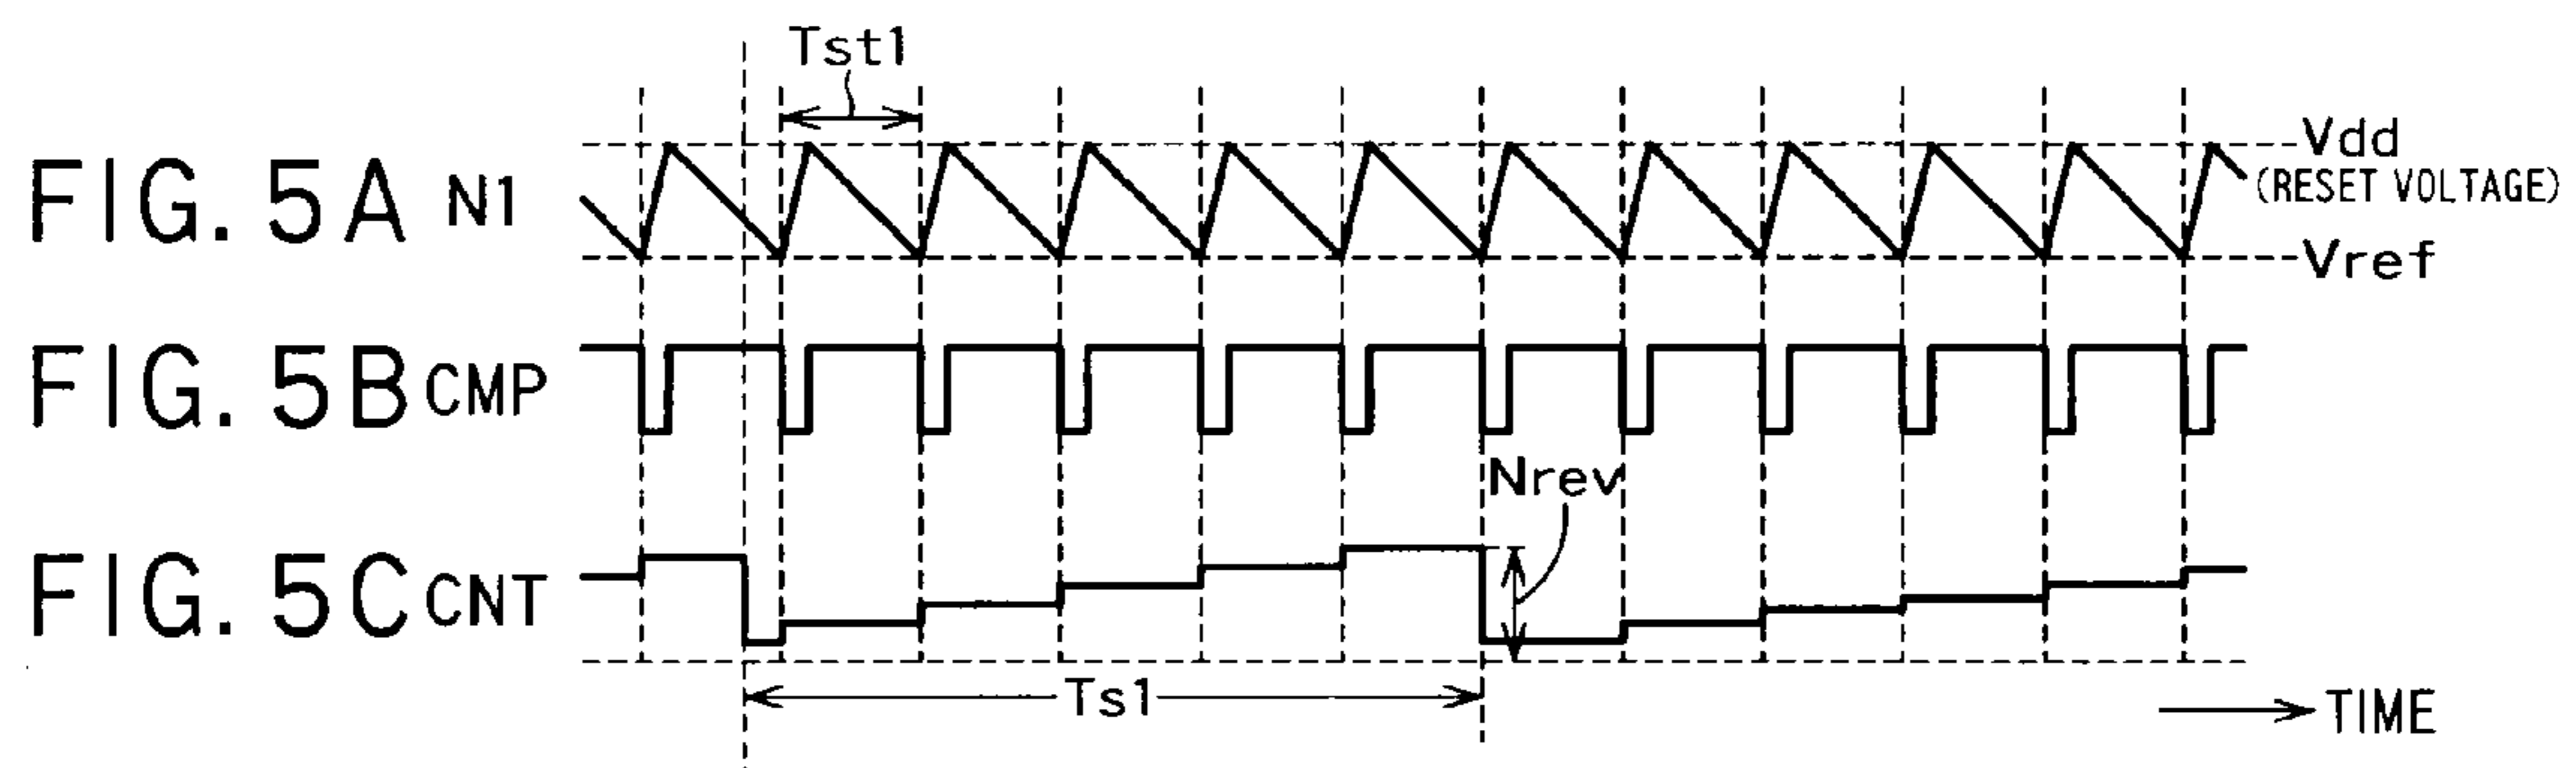 Tst1
FIG. 5A N1
Vdd
(RESET VOLTAGE)
Vref
FIG. 5B CMP
Nrev
FIG. 5C CNT
Ts1
TIME